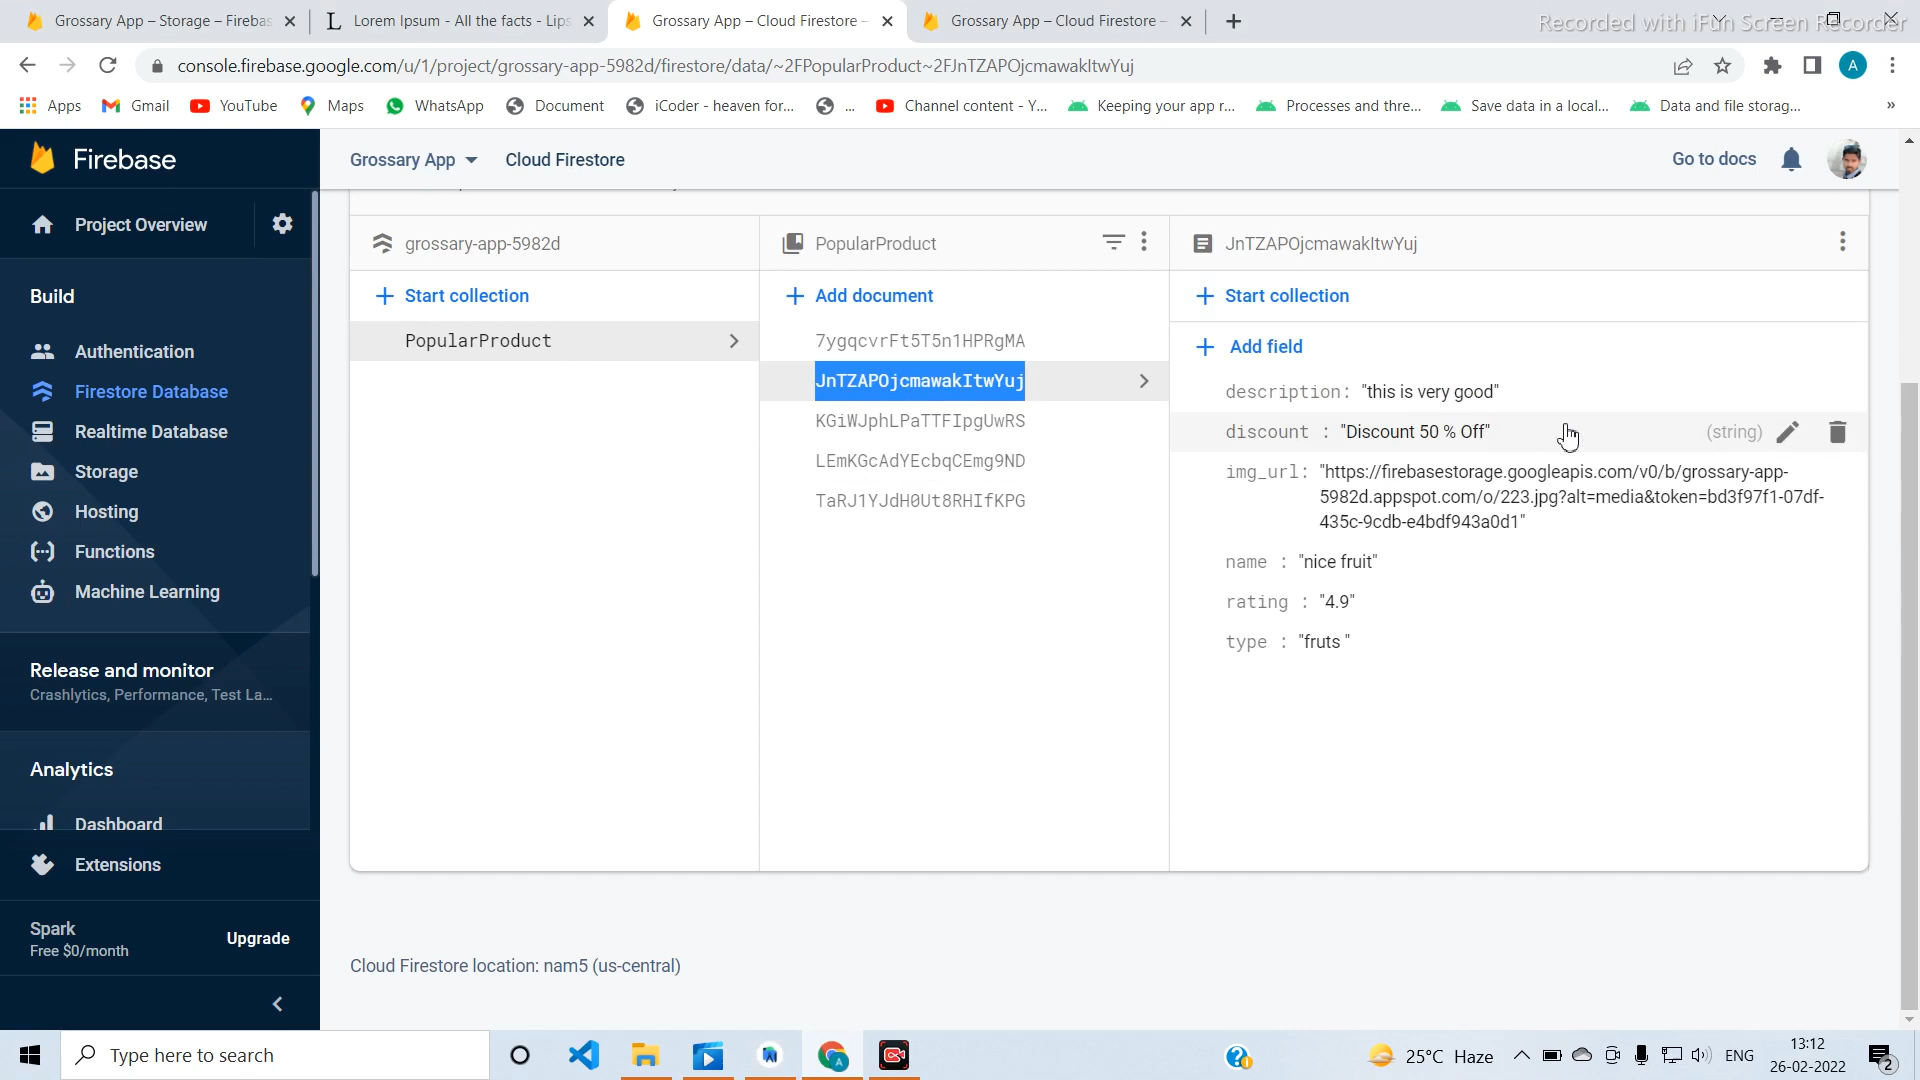 Grossary App – Storage – Firebas
Lorem Ipsum - All the facts - Lips
Grossary App – Cloud Firestore –
Grossary App – Cloud Firestore –
Recorded with iFun Screen Recorder
console.firebase.google.com/u/1/project/grossary-app-5982d/firestore/data/~2FPopularProduct~2FJnTZAPOjcmawakItwYuj
A
Apps
Gmail
YouTube
Maps
WhatsApp
Document
iCoder - heaven for...
...
Channel content - Y...
Keeping your app r...
Processes and thre...
Save data in a local...
Data and file storag...
»
Firebase
Grossary App
Cloud Firestore
Go to docs
Project Overview
Build
Authentication
Firestore Database
Realtime Database
Storage
Hosting
Functions
Machine Learning
Release and monitor
Crashlytics, Performance, Test La...
Analytics
Dashboard
Extensions
Spark
Free $0/month
Upgrade
grossary-app-5982d
Start collection
PopularProduct
PopularProduct
Add document
7ygqcvrFt5T5n1HPRgMA
JnTZAPOjcmawakItwYuj
KGiWJphLPaTTFIpgUwRS
LEmKGcAdYEcbqCEmg9ND
TaRJ1YJdH0Ut8RHIfKPG
JnTZAPOjcmawakItwYuj
Start collection
Add field
description: "this is very good"
discount : "Discount 50 % Off" (string)
img_url: "https://firebasestorage.googleapis.com/v0/b/grossary-app-
5982d.appspot.com/o/223.jpg?alt=media&token=bd3f97f1-07df-
435c-9cdb-e4bdf943a0d1"
name : "nice fruit"
rating : "4.9"
type : "fruts "
Cloud Firestore location: nam5 (us-central)
Type here to search
25°C Haze
ENG
13:12
26-02-2022
2